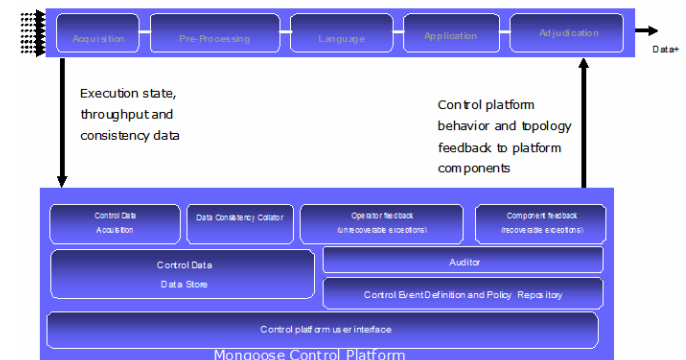 Acquisition
Pre-Processing
Language
Application
Adjudication
Data+
Execution state,
throughput and
consistency data
Control platform
behavior and topology
feedback to platform
components
Control Data
Acquisition
Data Consistency Collator
Operator feedback
(unrecoverable exceptions)
Component feedback
(recoverable exceptions)
Control Data
Data Store
Auditor
Control Event Definition and Policy Repository
Control platform user interface
Mongoose Control Platform